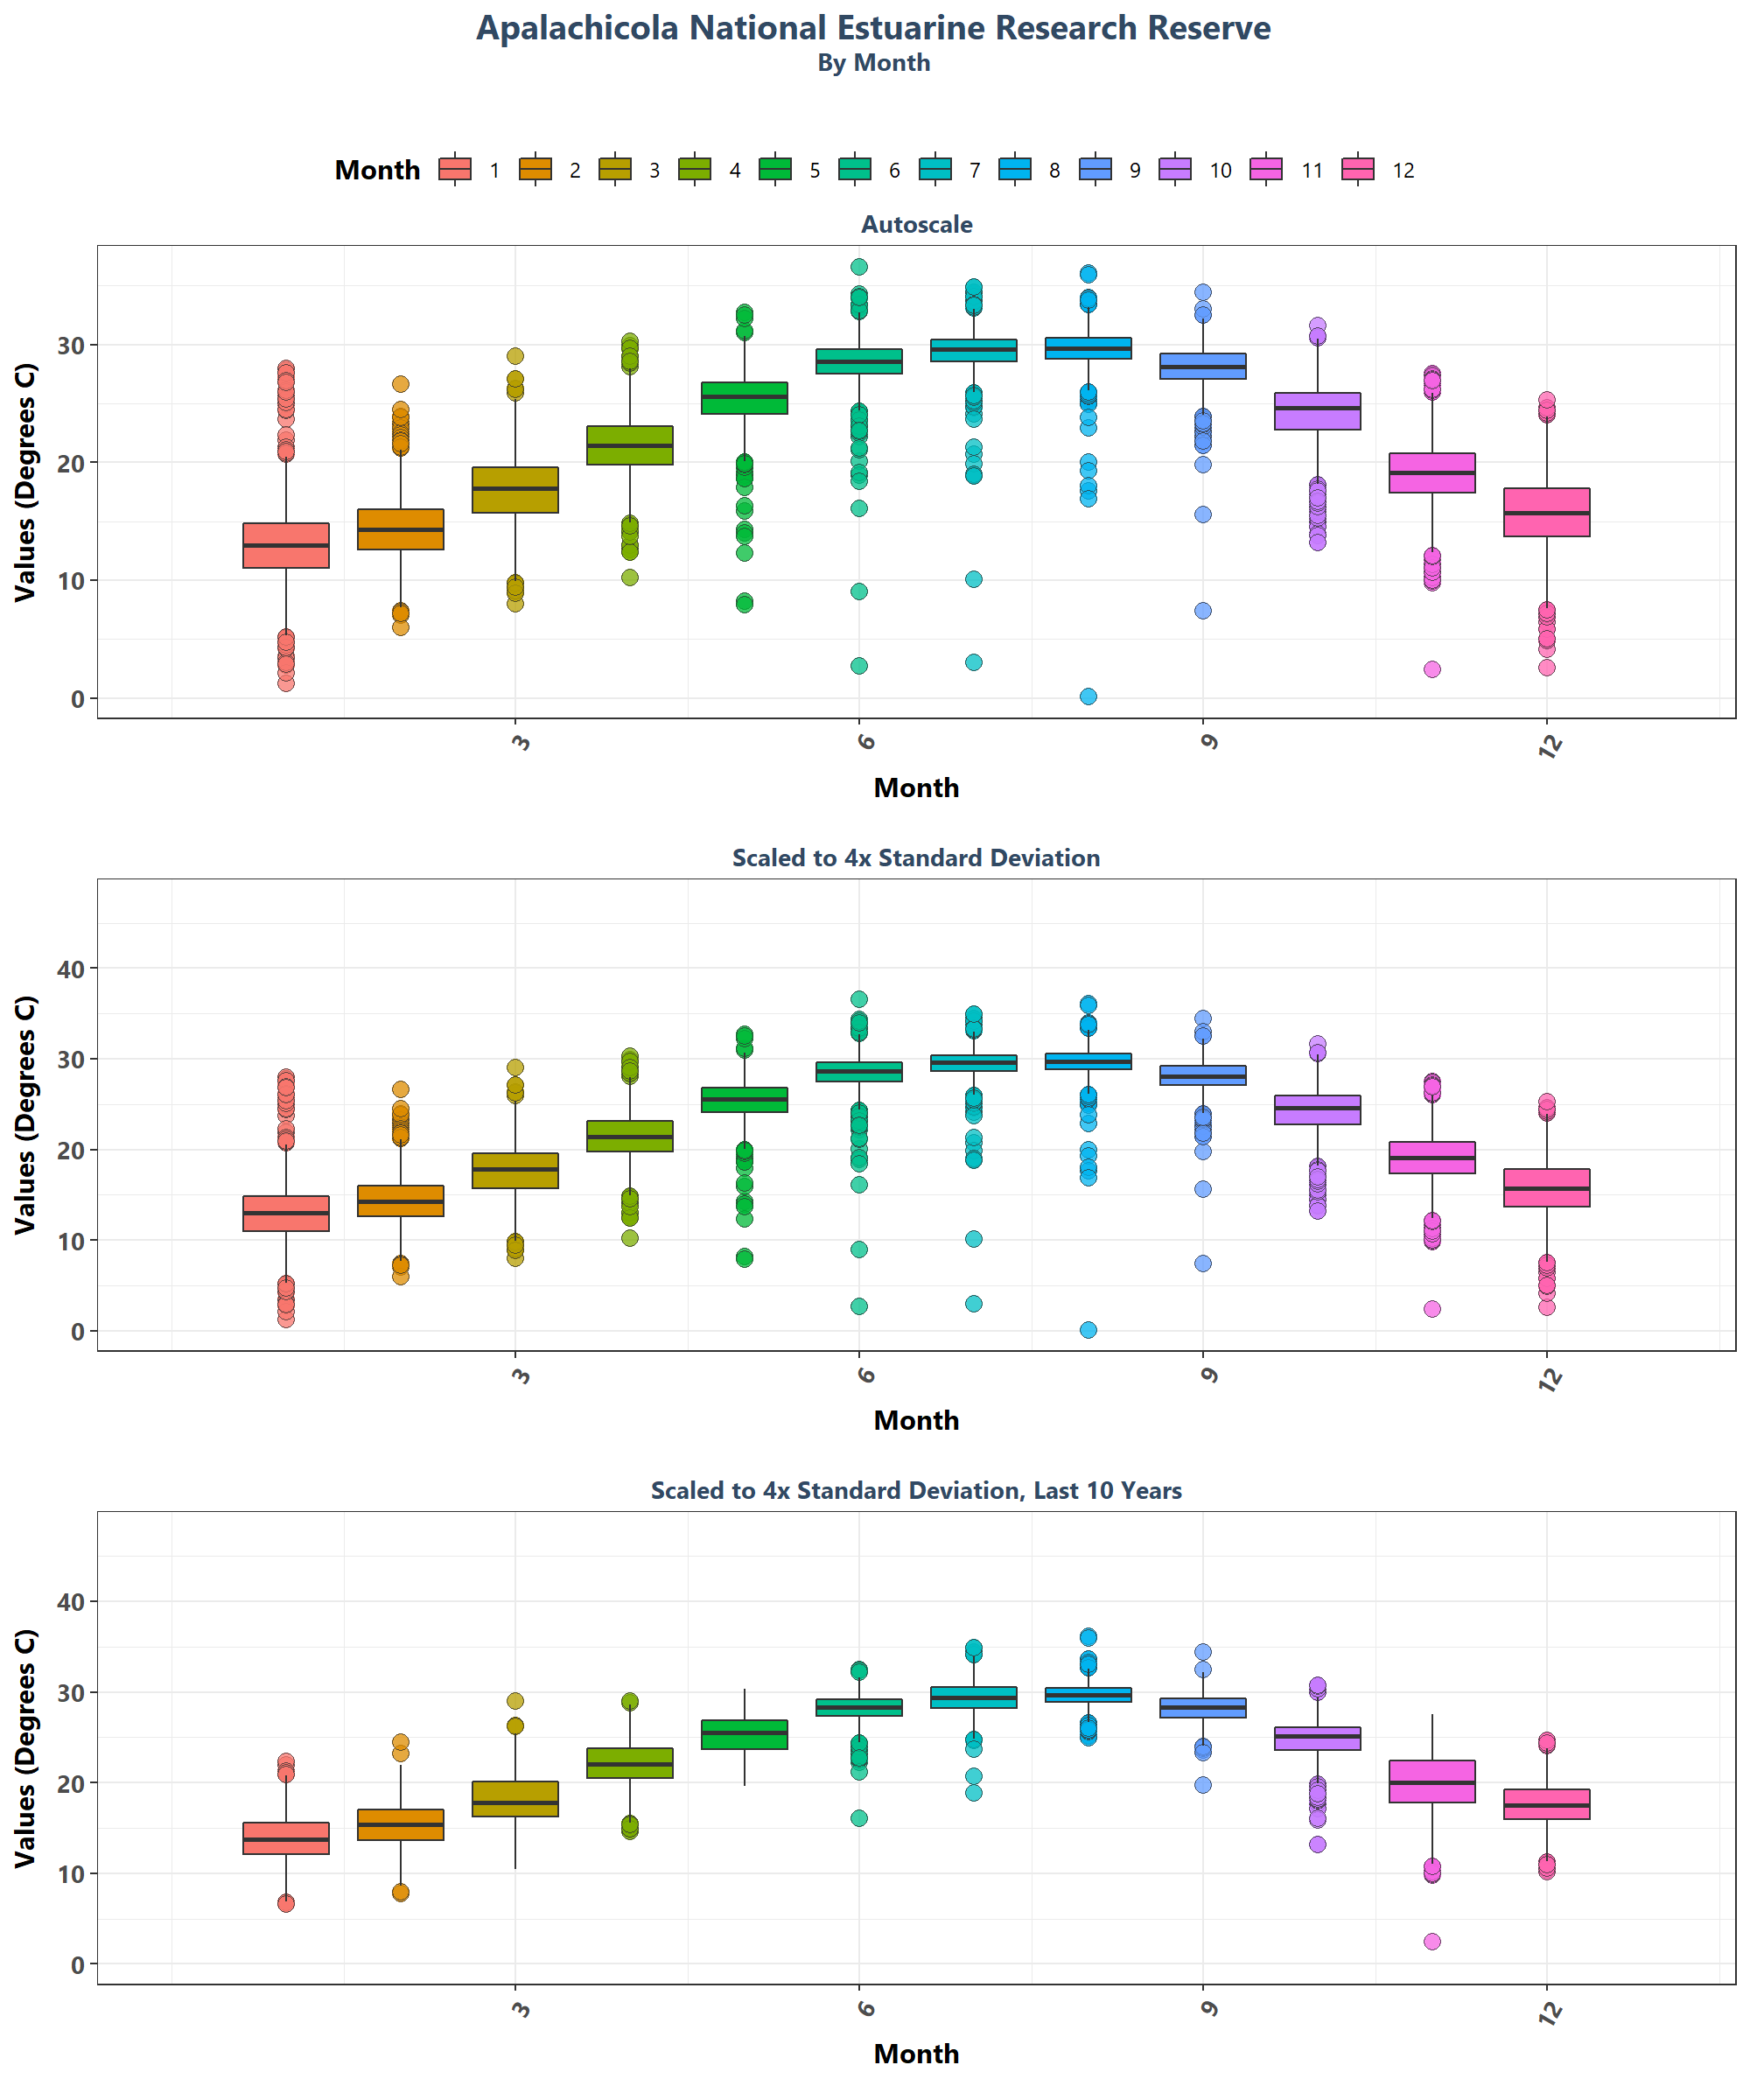 Apalachicola National Estuarine Research Reserve
By Month
Month 1 2 3 4 5 6 7 8 9 10 11 12
Autoscale
Values (Degrees C)
30
20
10
0
3 6 9 12
Month
Scaled to 4x Standard Deviation
Values (Degrees C)
40
30
20
10
0
3 6 9 12
Month
Scaled to 4x Standard Deviation, Last 10 Years
Values (Degrees C)
40
30
20
10
0
3 6 9 12
Month